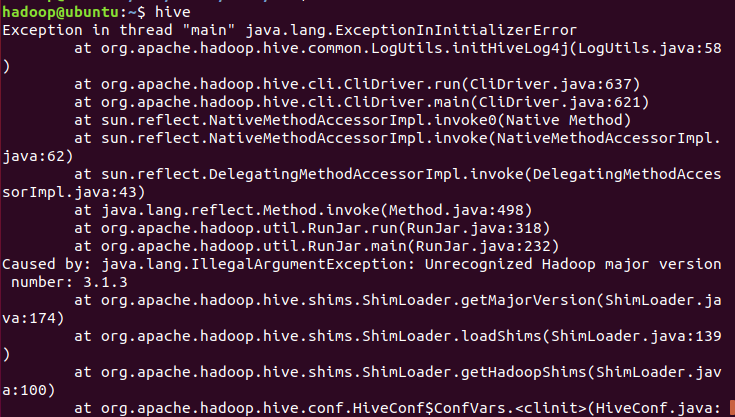 hadoop@ubuntu:~$ hive
Exception in thread "main" java.lang.ExceptionInInitializerError
        at org.apache.hadoop.hive.common.LogUtils.initHiveLog4j(LogUtils.java:58
)
        at org.apache.hadoop.hive.cli.CliDriver.run(CliDriver.java:637)
        at org.apache.hadoop.hive.cli.CliDriver.main(CliDriver.java:621)
        at sun.reflect.NativeMethodAccessorImpl.invoke0(Native Method)
        at sun.reflect.NativeMethodAccessorImpl.invoke(NativeMethodAccessorImpl.
java:62)
        at sun.reflect.DelegatingMethodAccessorImpl.invoke(DelegatingMethodAcces
sorImpl.java:43)
        at java.lang.reflect.Method.invoke(Method.java:498)
        at org.apache.hadoop.util.RunJar.run(RunJar.java:318)
        at org.apache.hadoop.util.RunJar.main(RunJar.java:232)
Caused by: java.lang.IllegalArgumentException: Unrecognized Hadoop major version
 number: 3.1.3
        at org.apache.hadoop.hive.shims.ShimLoader.getMajorVersion(ShimLoader.ja
va:174)
        at org.apache.hadoop.hive.shims.ShimLoader.loadShims(ShimLoader.java:139
)
        at org.apache.hadoop.hive.shims.ShimLoader.getHadoopShims(ShimLoader.jav
a:100)
        at org.apache.hadoop.hive.conf.HiveConf$ConfVars.<clinit>(HiveConf.java: